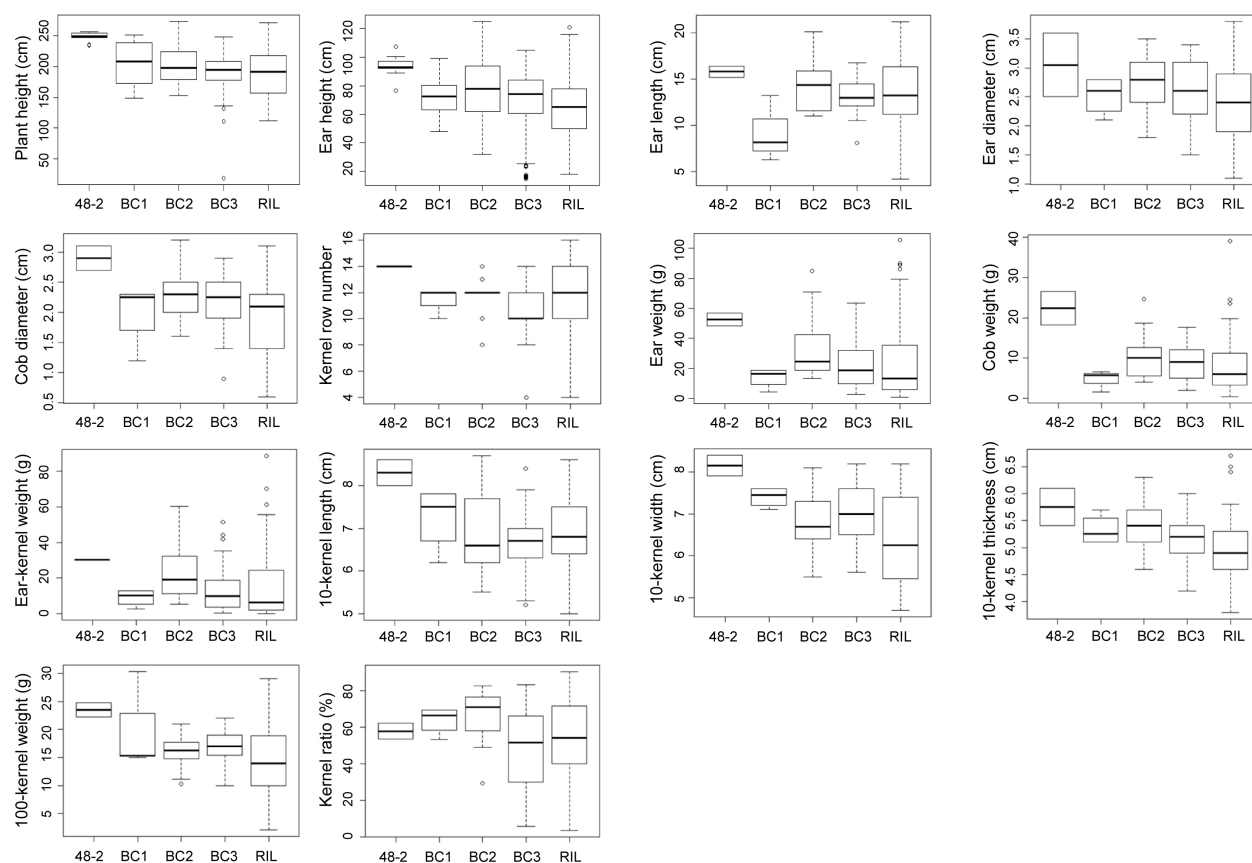 Plant height (cm)
50 100 150 200 250
48-2 BC1 BC2 BC3 RIL
Ear height (cm)
20 40 60 80 100 120
48-2 BC1 BC2 BC3 RIL
Ear length (cm)
5 10 15 20
48-2 BC1 BC2 BC3 RIL
Ear diameter (cm)
1.0 1.5 2.0 2.5 3.0 3.5
48-2 BC1 BC2 BC3 RIL
Cob diameter (cm)
0.5 1.0 1.5 2.0 2.5 3.0
48-2 BC1 BC2 BC3 RIL
Kernel row number
4 6 8 10 12 14 16
48-2 BC1 BC2 BC3 RIL
Ear weight (g)
0 20 40 60 80 100
48-2 BC1 BC2 BC3 RIL
Cob weight (g)
0 10 20 30 40
48-2 BC1 BC2 BC3 RIL
Ear-kernel weight (g)
0 20 40 60 80
48-2 BC1 BC2 BC3 RIL
10-kernel length (cm)
5 6 7 8
48-2 BC1 BC2 BC3 RIL
10-kernel width (cm)
5 6 7 8
48-2 BC1 BC2 BC3 RIL
10-kernel thickness (cm)
4.0 4.5 5.0 5.5 6.0 6.5
48-2 BC1 BC2 BC3 RIL
100-kernel weight (g)
5 10 15 20 25 30
48-2 BC1 BC2 BC3 RIL
Kernel ratio (%)
0 20 40 60 80
48-2 BC1 BC2 BC3 RIL